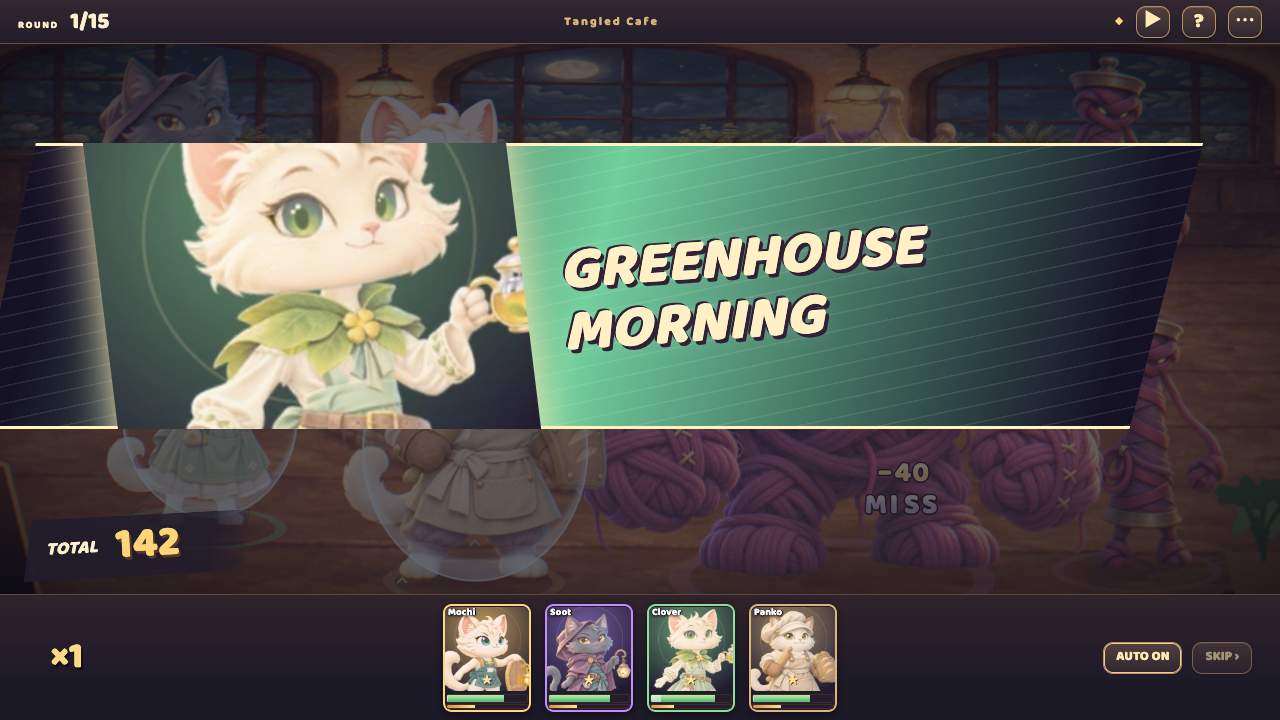 ROUND 1/15
Tangled Cafe
?
GREENHOUSE
MORNING
-40
MISS
TOTAL 142
×1
Mochi
Soot
Clover
Panko
AUTO ON
SKIP ›